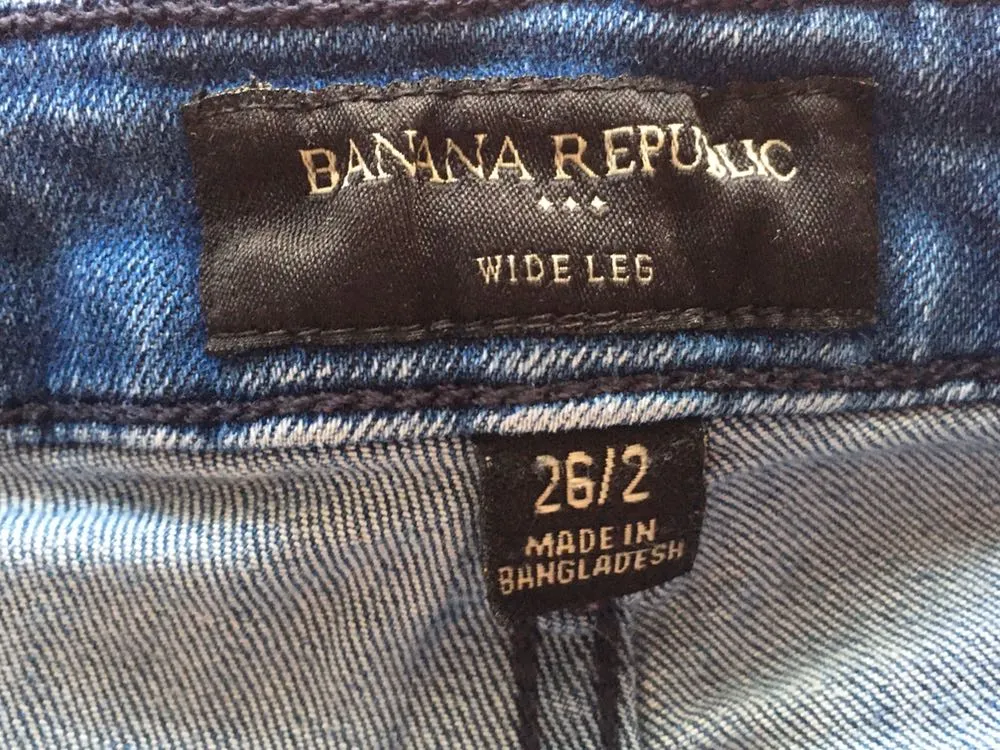 BANANA REPUBLIC
WIDE LEG
26/2
MADE IN
BANGLADESH